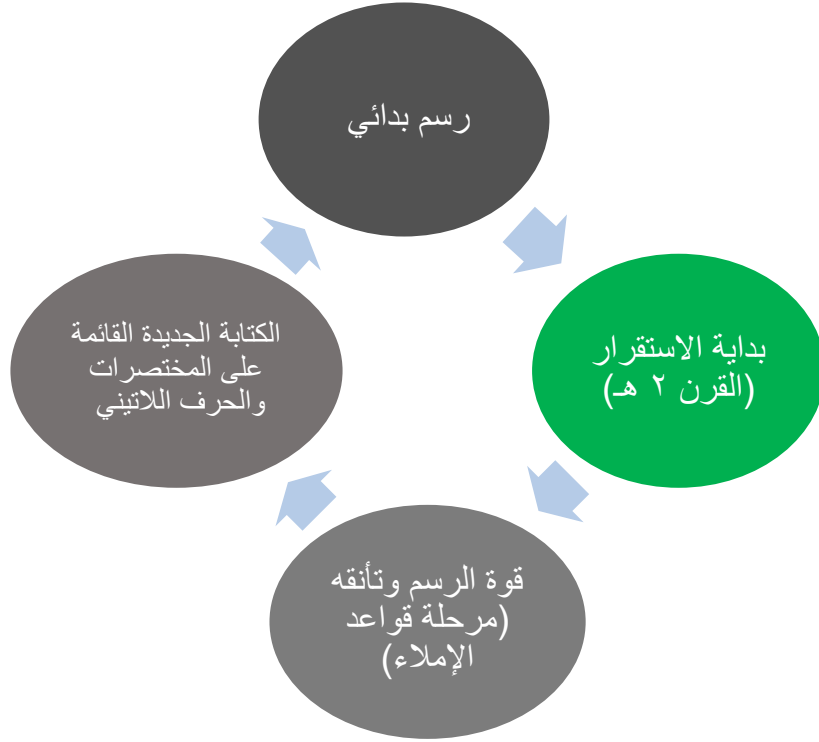 رسم بدائي
بداية الاستقرار
(القرن ٢ هـ)
قوة الرسم وتأنقه
(مرحلة قواعد
الإملاء)
الكتابة الجديدة القائمة
على المختصرات
والحرف اللاتيني